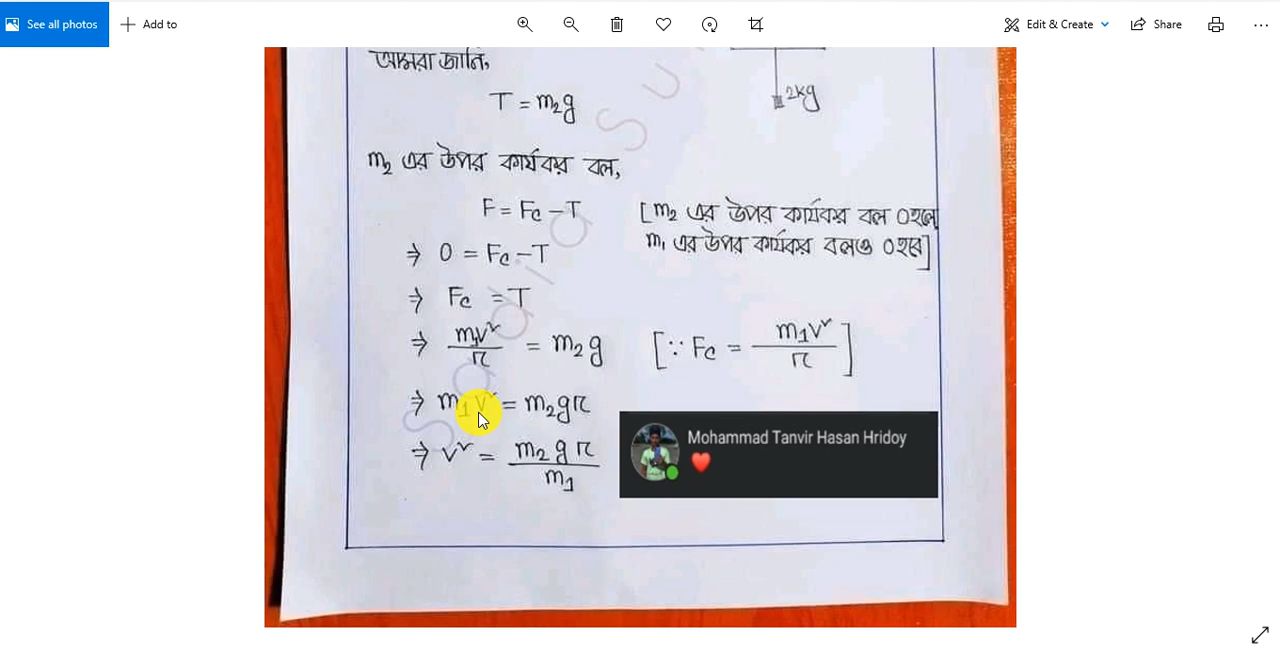 See all photos
Add to
Edit & Create
Share
আমরা জানি,
T = m₂g
2kg
m₂ এর উপর কার্যকর বল,
F = Fc - T
[m₂ এর উপর কার্যকর বল 0 হলে
m₁ এর উপর কার্যকর বলও 0 হবে]
⇒ 0 = Fc - T
⇒ Fc = T
⇒ m₁v²/r = m₂g
[∵ Fc = m₁v²/r]
⇒ m₁v² = m₂gr
⇒ v² = m₂gr/m₁
Mohammad Tanvir Hasan Hridoy
❤️
S a d i a S u